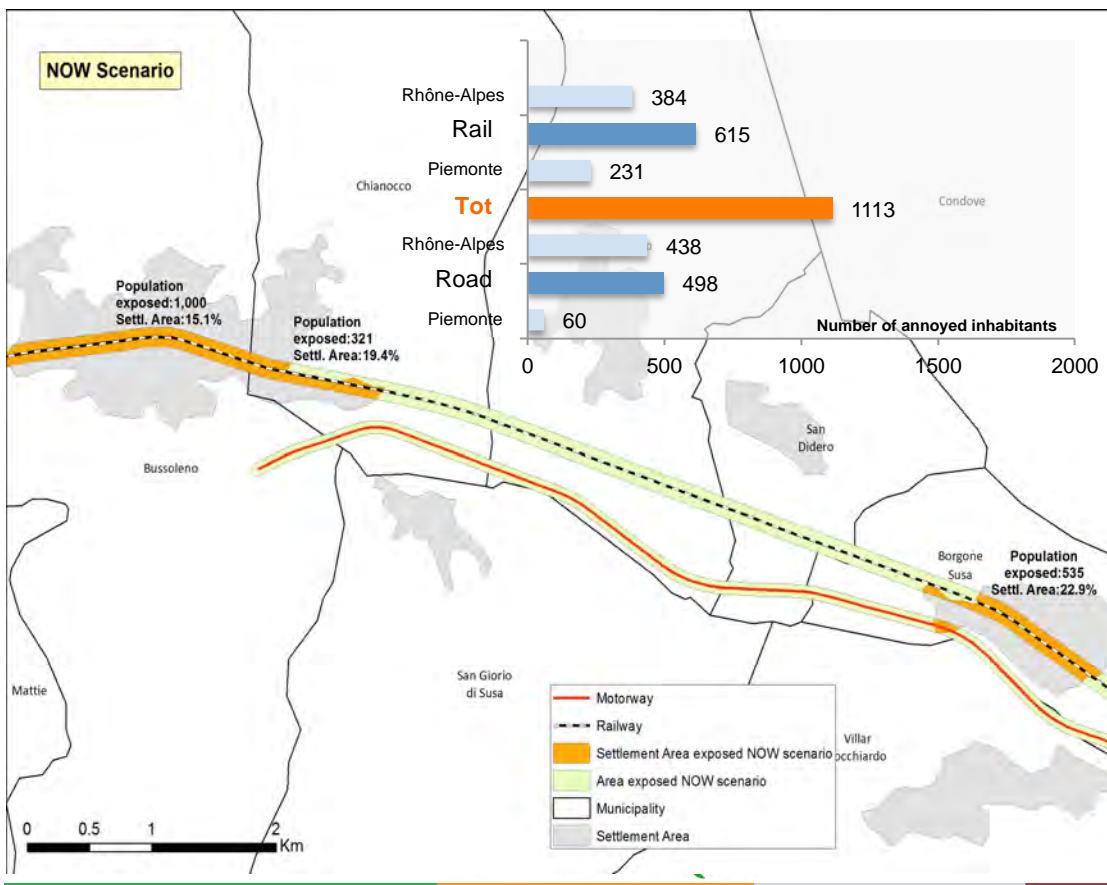 NOW Scenario
Rhône-Alpes 384
Rail 615
Piemonte 231
Tot 1113
Rhône-Alpes 438
Road 498
Piemonte 60
Number of annoyed inhabitants
0 500 1000 1500 2000
Chianocco
Condove
Population
exposed:1,000
Settl. Area:15.1%
Population
exposed:321
Settl. Area:19.4%
San
Didero
Bussoleno
Borgone
Susa
Population
exposed:535
Settl. Area:22.9%
Mattie
San Giorio
di Susa
Villar
occhiardo
Motorway
Railway
Settlement Area exposed NOW scenario
Area exposed NOW scenario
Municipality
Settlement Area
0 0.5 1 2
Km